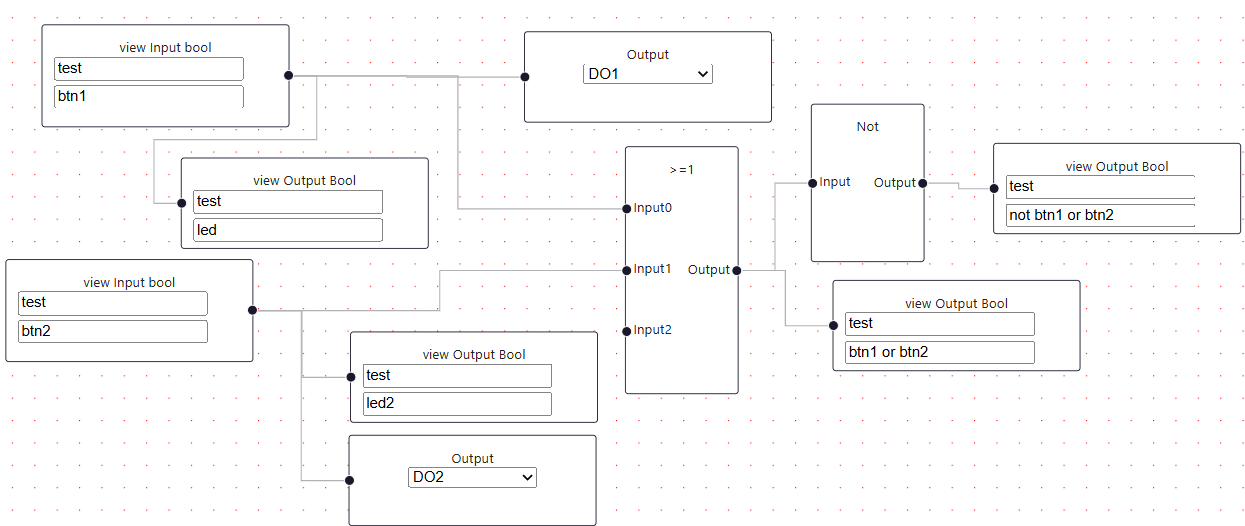 view Input bool
test
btn1
Output
DO1
view Output Bool
test
led
>=1
Input0
Input1
Output
Input2
Not
Input
Output
view Output Bool
test
not btn1 or btn2
view Input bool
test
btn2
view Output Bool
test
btn1 or btn2
view Output Bool
test
led2
Output
DO2